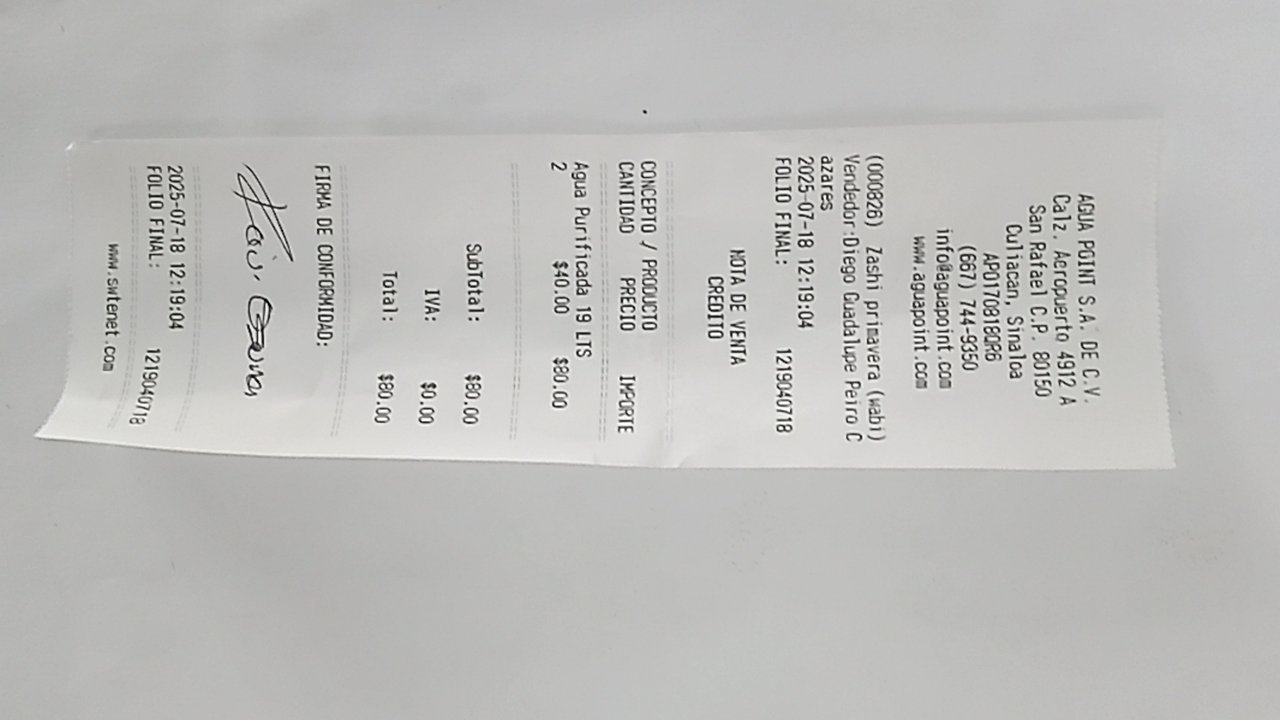 AGUA POINT S.A. DE C.V.
Calz. Aeropuerto 4912 A
San Rafael C.P. 80150
Culiacan, Sinaloa
APO170818QR6
(667) 744-9350
info@aguapoint.com
www.aguapoint.com
(000826) Zashi primavera (wabi)
Vendedor:Diego Guadalupe Peiro C
azares
2025-07-18 12:19:04
FOLIO FINAL: 1219040718
NOTA DE VENTA
CREDITO
CONCEPTO / PRODUCTO
CANTIDAD PRECIO IMPORTE
Agua Purificada 19 LTS
2 $40.00 $80.00
SubTotal: $80.00
IVA: $0.00
Total: $80.00
FIRMA DE CONFORMIDAD:
2025-07-18 12:19:04
FOLIO FINAL: 1219040718
www.swtenet.com